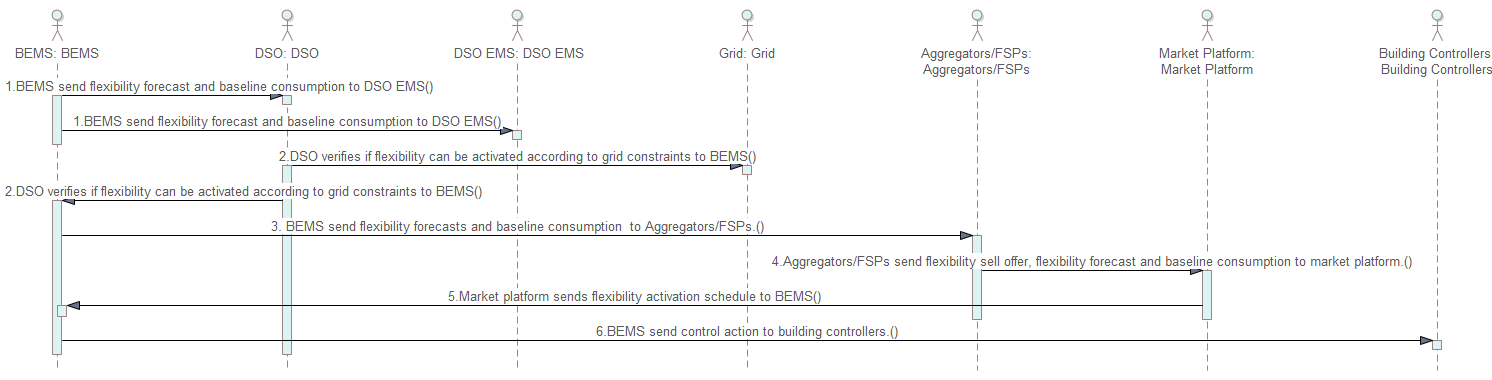 BEMS: BEMS
DSO: DSO
DSO EMS: DSO EMS
Grid: Grid
Aggregators/FSPs:
Aggregators/FSPs
Market Platform:
Market Platform
Building Controllers
Building Controllers
1.BEMS send flexibility forecast and baseline consumption to DSO EMS()
1.BEMS send flexibility forecast and baseline consumption to DSO EMS()
2.DSO verifies if flexibility can be activated according to grid constraints to BEMS()
2.DSO verifies if flexibility can be activated according to grid constraints to BEMS()
3. BEMS send flexibility forecasts and baseline consumption  to Aggregators/FSPs.()
4.Aggregators/FSPs send flexibility sell offer, flexibility forecast and baseline consumption to market platform.()
5.Market platform sends flexibility activation schedule to BEMS()
6.BEMS send control action to building controllers.()